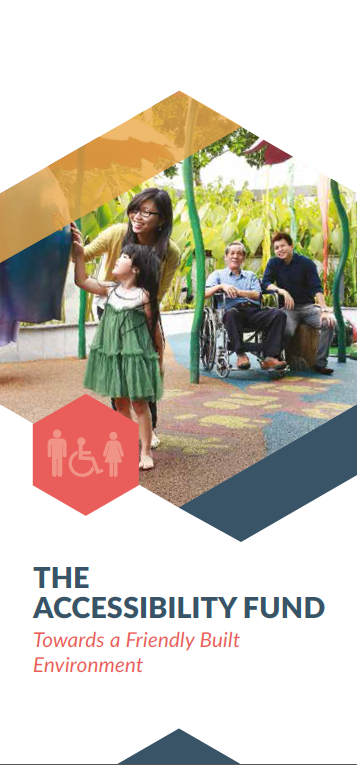 THE
ACCESSIBILITY FUND
Towards a Friendly Built
Environment